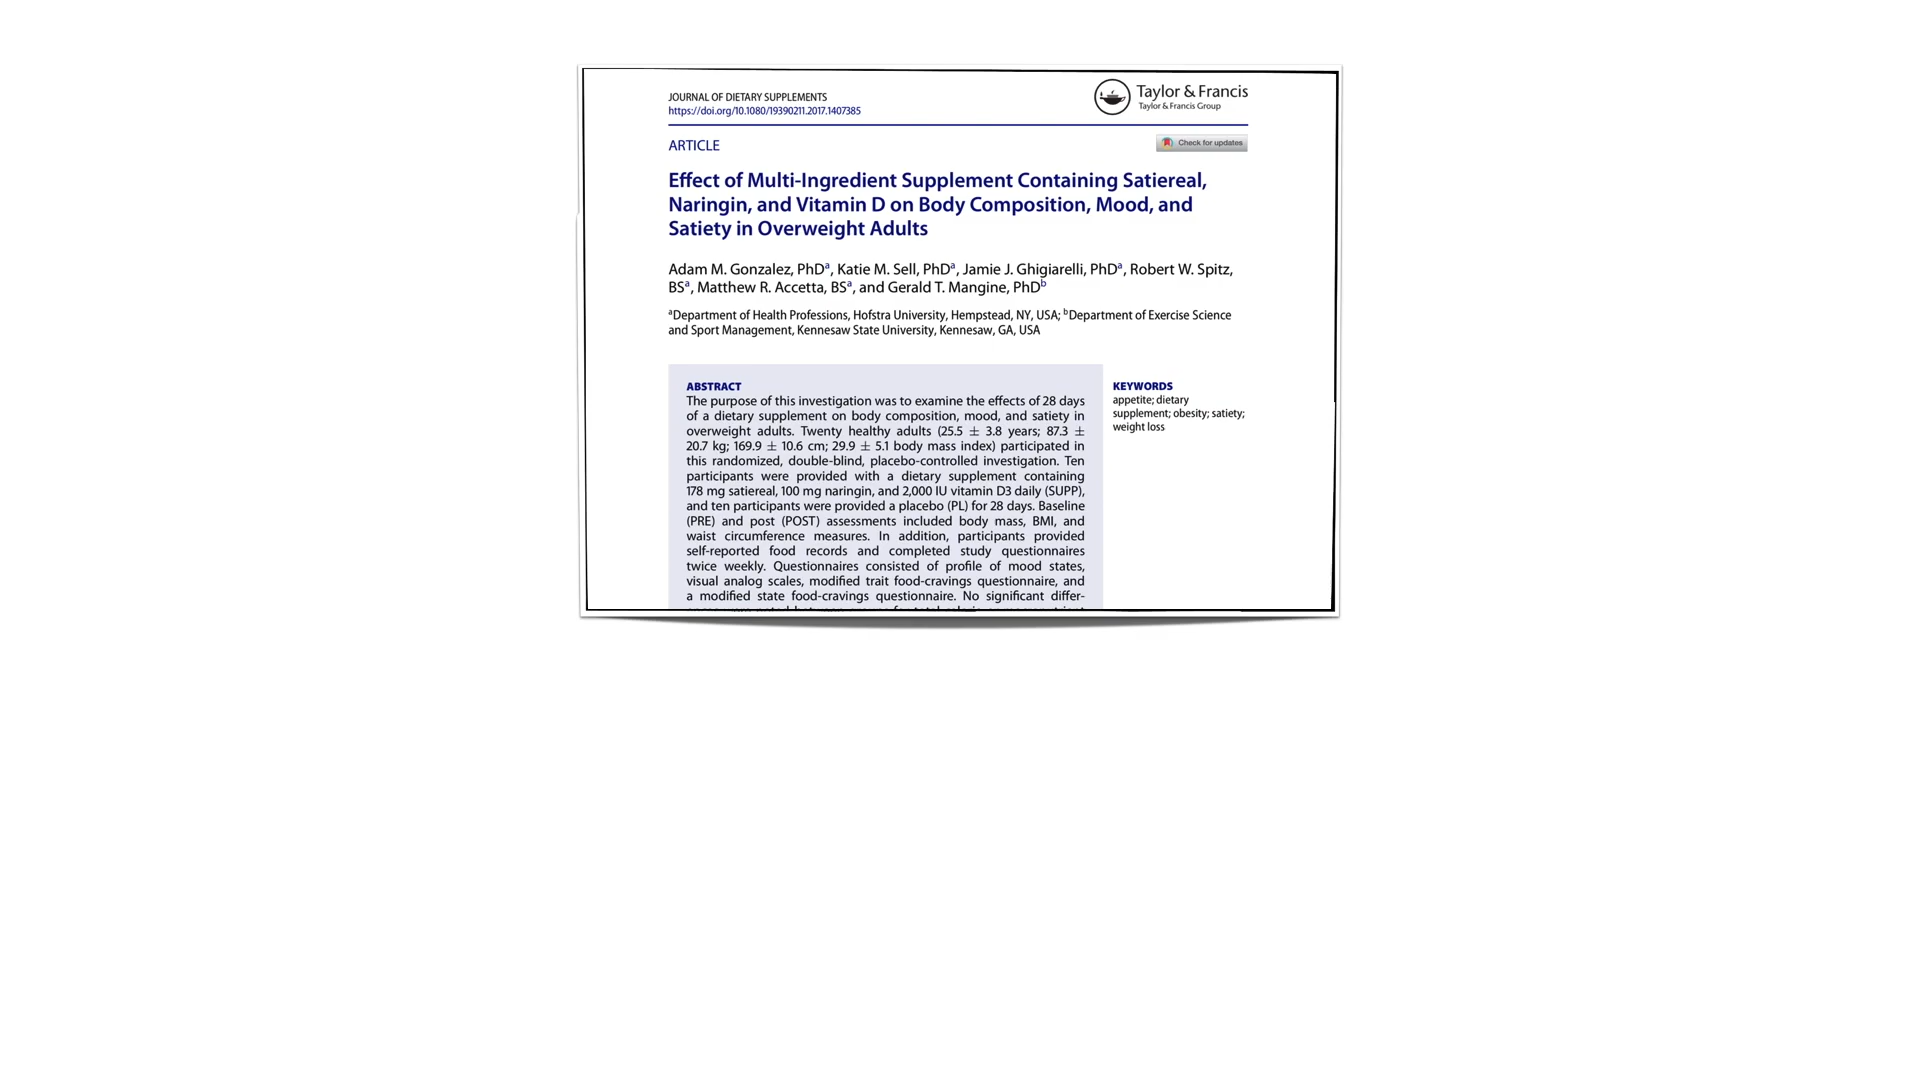 JOURNAL OF DIETARY SUPPLEMENTS
https://doi.org/10.1080/19390211.2017.1407385
Taylor & Francis
Taylor & Francis Group
ARTICLE
Check for updates
Effect of Multi-Ingredient Supplement Containing Satiereal,
Naringin, and Vitamin D on Body Composition, Mood, and
Satiety in Overweight Adults
Adam M. Gonzalez, PhDa, Katie M. Sell, PhDa, Jamie J. Ghigiarelli, PhDa, Robert W. Spitz,
BSa, Matthew R. Accetta, BSa, and Gerald T. Mangine, PhDb
aDepartment of Health Professions, Hofstra University, Hempstead, NY, USA; bDepartment of Exercise Science
and Sport Management, Kennesaw State University, Kennesaw, GA, USA
ABSTRACT
The purpose of this investigation was to examine the effects of 28 days
of a dietary supplement on body composition, mood, and satiety in
overweight adults. Twenty healthy adults (25.5 ± 3.8 years; 87.3 ±
20.7 kg; 169.9 ± 10.6 cm; 29.9 ± 5.1 body mass index) participated in
this randomized, double-blind, placebo-controlled investigation. Ten
participants were provided with a dietary supplement containing
178 mg satiereal, 100 mg naringin, and 2,000 IU vitamin D3 daily (SUPP),
and ten participants were provided a placebo (PL) for 28 days. Baseline
(PRE) and post (POST) assessments included body mass, BMI, and
waist circumference measures. In addition, participants provided
self-reported food records and completed study questionnaires
twice weekly. Questionnaires consisted of profile of mood states,
visual analog scales, modified trait food-cravings questionnaire, and
a modified state food-cravings questionnaire. No significant differ-
KEYWORDS
appetite; dietary
supplement; obesity; satiety;
weight loss